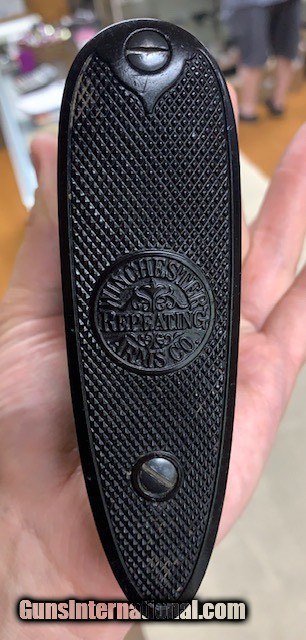 WINCHESTER
REPEATING
ARMS CO.
GunsInternational.com